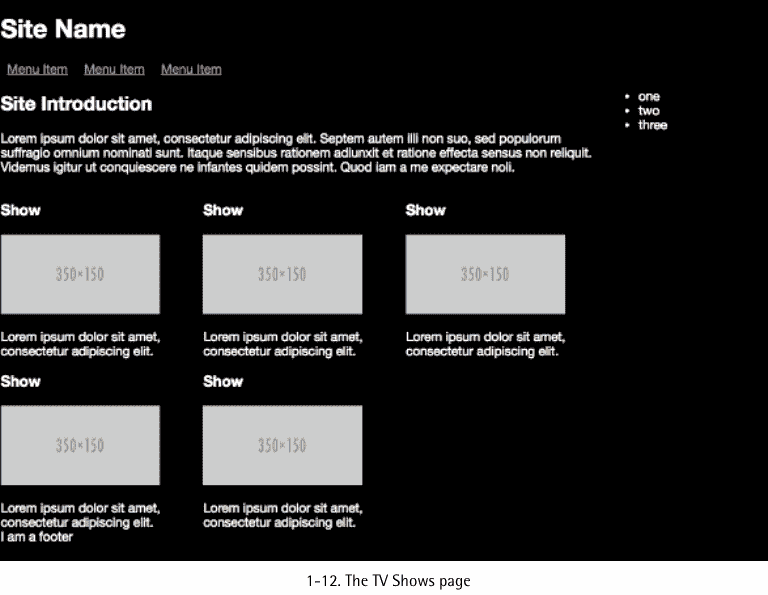 Site Name
Menu Item Menu Item Menu Item
Site Introduction
Lorem ipsum dolor sit amet, consectetur adipiscing elit. Septem autem illi non suo, sed populorum
suffragio omnium nominati sunt. Itaque sensibus rationem adiunxit et ratione effecta sensus non reliquit.
Videmus igitur ut conquiescere ne infantes quidem possint. Quod iam a me expectare noli.
• one
• two
• three
Show
350×150
Lorem ipsum dolor sit amet,
consectetur adipiscing elit.
Show
350×150
Lorem ipsum dolor sit amet,
consectetur adipiscing elit.
Show
350×150
Lorem ipsum dolor sit amet,
consectetur adipiscing elit.
Show
350×150
Lorem ipsum dolor sit amet,
consectetur adipiscing elit.
Show
350×150
Lorem ipsum dolor sit amet,
consectetur adipiscing elit.
I am a footer
1-12. The TV Shows page